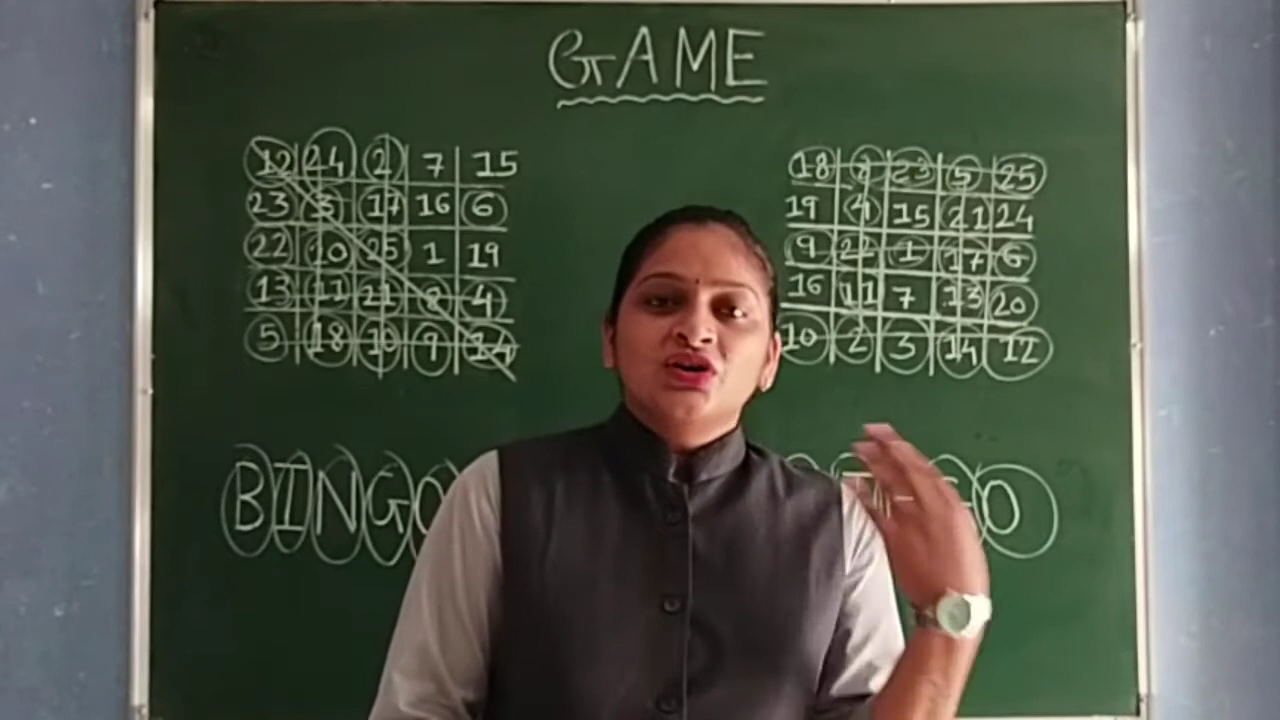 GAME
12 24 2 7 15
23 3 17 16 6
22 20 25 1 19
13 11 21 8 4
5 18 10 9 14
BINGO
18 8 23 5 25
19 4 15 21 24
9 22 1 17 6
16 11 7 13 20
10 2 3 14 12